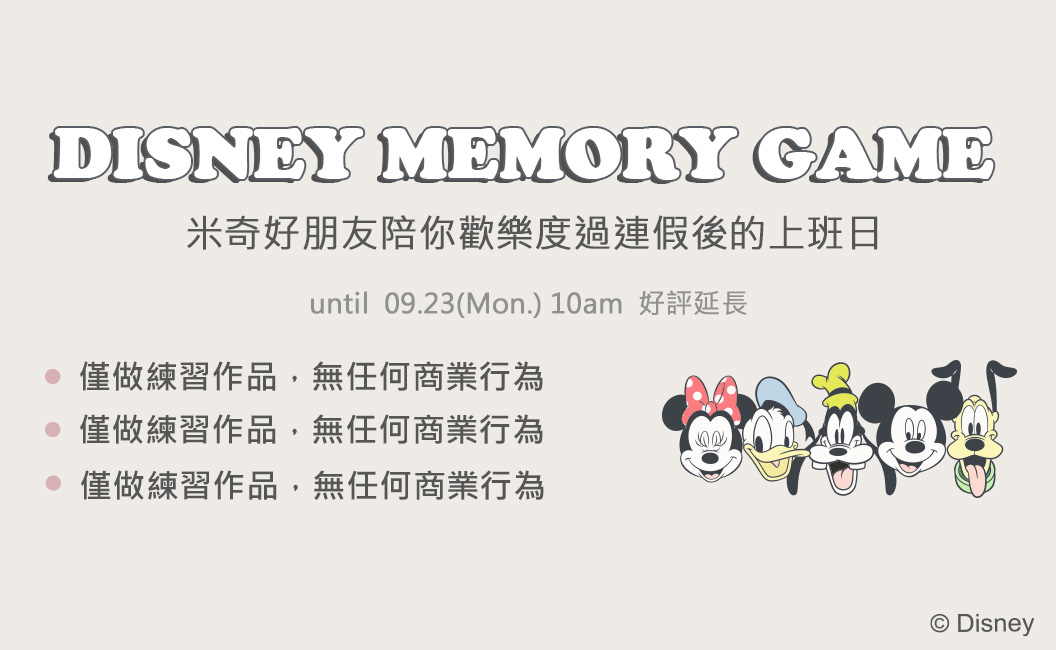 DISNEY MEMORY GAME
米奇好朋友陪你歡樂度過連假後的上班日
until 09.23(Mon.) 10am 好評延長
僅做練習作品，無任何商業行為
僅做練習作品，無任何商業行為
僅做練習作品，無任何商業行為
© Disney